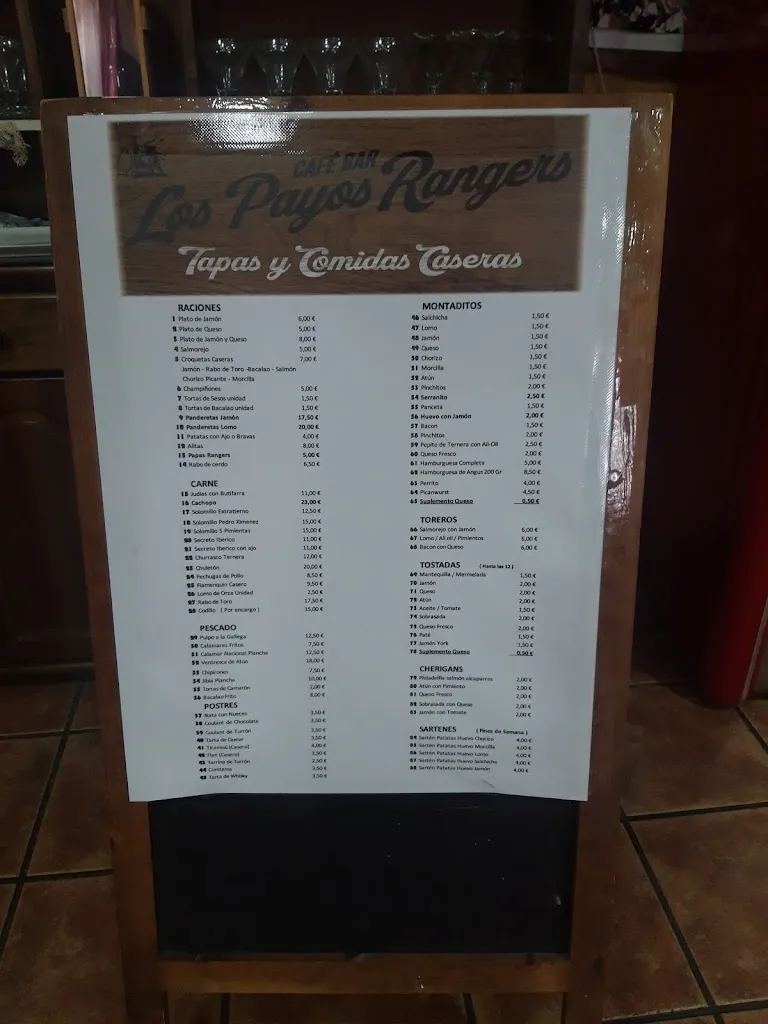 CAFÉ BAR
Los Payos Rangers
Tapas y Comidas Caseras
RACIONES
1 Plato de Jamón 6,00 €
2 Plato de Queso 5,00 €
3 Plato de Jamón y Queso 8,00 €
4 Salmorejo 5,00 €
5 Croquetas Caseras 7,00 €
Jamón - Rabo de Toro -Bacalao - Salmón
Chorizo Picante - Morcilla
6 Champiñones 5,00 €
7 Tortas de Sesos unidad 1,50 €
8 Tortas de Bacalao unidad 1,50 €
9 Panderetas Jamón 17,50 €
10 Panderetas Lomo 20,00 €
11 Patatas con Ajo o Bravas 4,00 €
12 Alitas 8,00 €
13 Papas Rangers 5,00 €
14 Rabo de cerdo 6,50 €
CARNE
15 Judias con Butifarra 11,00 €
16 Cachopo 23,00 €
17 Solomillo Extratierno 12,50 €
18 Solomillo Pedro Ximenez 15,00 €
19 Solomillo 5 Pimientas 15,00 €
20 Secreto Iberico 11,00 €
21 Secreto Iberico con ajo 11,00 €
22 Churrasco Ternera 12,00 €
23 Chuletón 20,00 €
24 Pechugas de Pollo 8,50 €
25 Flamenquin Casero 9,50 €
26 Lomo de Orza Unidad 2,50 €
27 Rabo de Toro 17,50 €
28 Codillo ( Por encargo ) 15,00 €
PESCADO
29 Pulpo a la Gallega 12,50 €
30 Calamares Fritos 7,50 €
31 Calamar Nacional Plancha 12,50 €
32 Ventresca de Atún 18,00 €
33 Chipirones 7,50 €
34 Jibia Plancha 10,00 €
35 Tortas de Camarón 2,00 €
36 Bacalao Frito 8,00 €
POSTRES
37 Nata con Nueces 3,50 €
38 Coulant de Chocolate 3,50 €
39 Coulant de Turrón 3,50 €
40 Tarta de Queso 3,50 €
41 Tiramisú (Casero) 4,00 €
42 Flan (Casero) 3,50 €
43 Tarrina de Turrón 2,50 €
44 Contessa 3,50 €
45 Tarta de Whisky 3,50 €
MONTADITOS
46 Salchicha 1,50 €
47 Lomo 1,50 €
48 Jamón 1,50 €
49 Queso 1,50 €
50 Chorizo 1,50 €
51 Morcilla 1,50 €
52 Atún 1,50 €
53 Pinchitos 2,00 €
54 Serranito 2,50 €
55 Panceta 1,50 €
56 Huevo con Jamón 2,00 €
57 Bacon 1,50 €
58 Pinchitos 2,00 €
59 Pepito de Ternera con Ali-Oli 2,50 €
60 Queso Fresco 2,00 €
61 Hamburguesa Completa 5,00 €
62 Hamburguesa de Angus 200 Gr 8,50 €
63 Perrito 4,00 €
64 Picanwurst 4,50 €
65 Suplemento Queso 0,50 €
TOREROS
66 Salmorejo con Jamón 6,00 €
67 Lomo / Ali oli / Pimientos 6,00 €
68 Bacon con Queso 6,00 €
TOSTADAS ( Hasta las 12 )
69 Mantequilla / Mermelada 1,50 €
70 Jamón 2,00 €
71 Queso 2,00 €
72 Atún 2,00 €
73 Aceite / Tomate 1,50 €
74 Sobrasada 2,00 €
75 Queso Fresco 2,00 €
76 Paté 1,50 €
77 Jamón York 1,50 €
78 Suplemento Queso 0,50 €
CHERIGANS
79 Philadelfia salmón alcaparras 2,00 €
80 Atún con Pimiento 2,00 €
81 Queso Fresco 2,00 €
82 Sobrasada con Queso 2,00 €
83 Jamón con Tomate 2,00 €
SARTENES ( Fines de Semana )
84 Sartén Patatas Huevo Chorizo 4,00 €
85 Sartén Patatas Huevo Morcilla 4,00 €
86 Sartén Patatas Huevo Lomo 4,00 €
87 Sartén Patatas Huevo Salchicha 4,00 €
88 Sartén Patatas Huevo Jamón 4,00 €